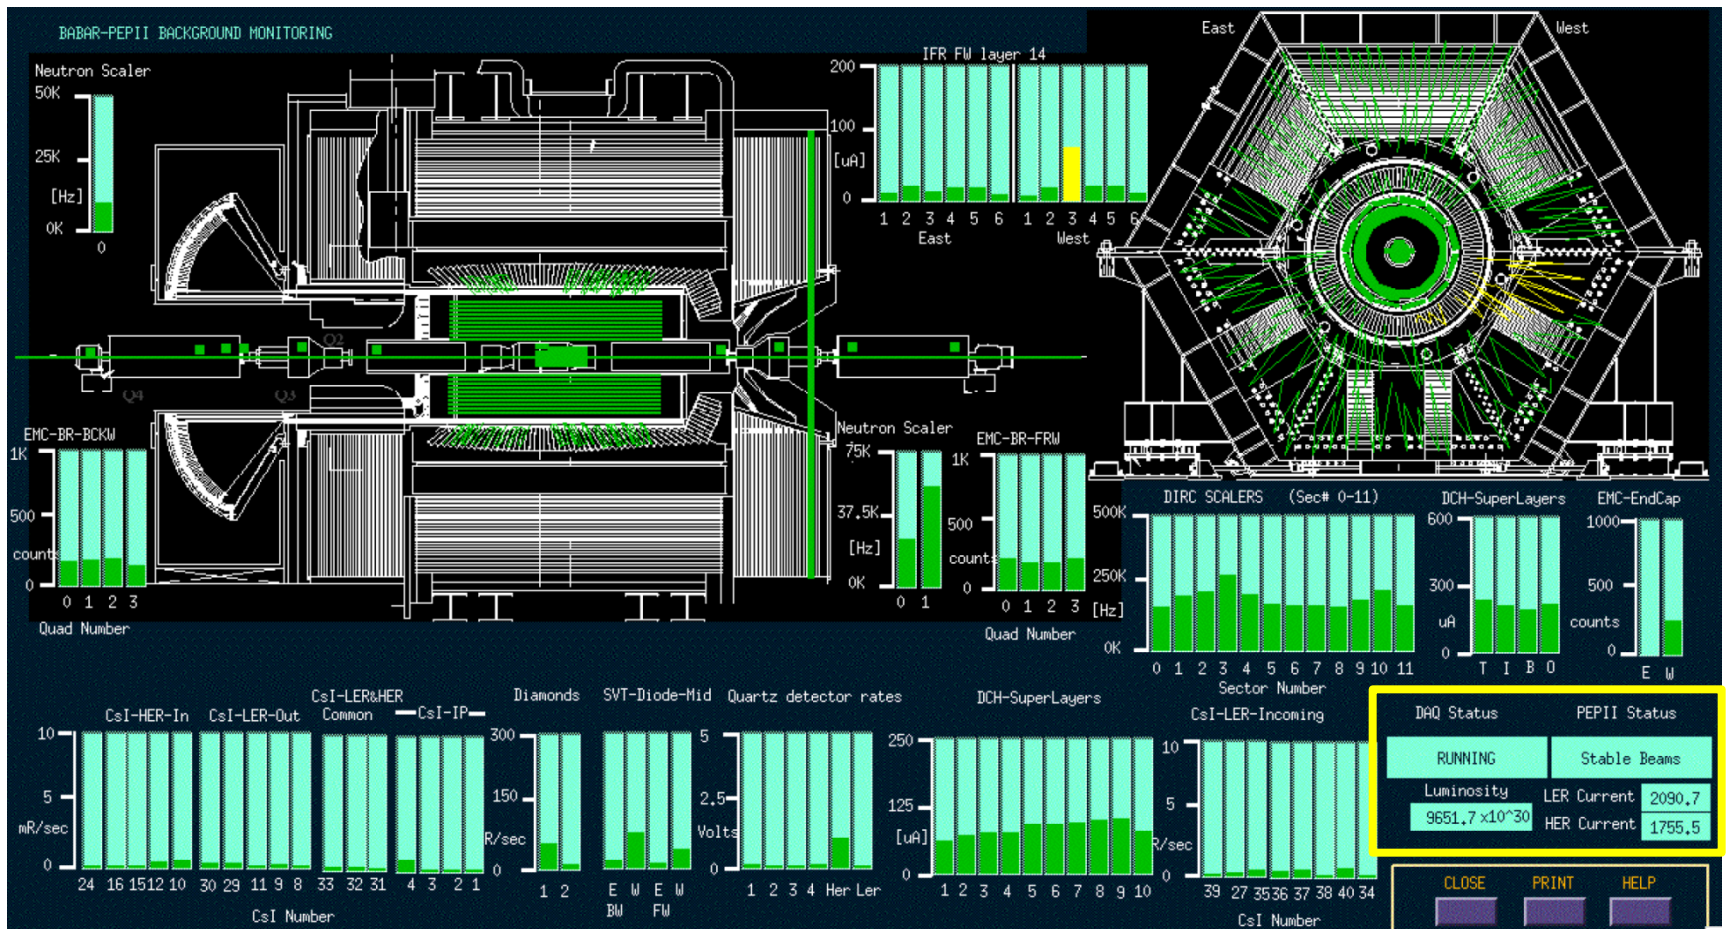 BABAR-PEPII BACKGROUND MONITORING
East
West
Neutron Scaler
50K
25K
[Hz]
0K
0
IFR FW layer 14
200
100
[uA]
0
1 2 3 4 5 6 1 2 3 4 5 6
East West
Q2
Q4
Q3
EMC-BR-BCKW
1K
500
counts
0
0 1 2 3
Quad Number
Neutron Scaler
75K
37.5K
[Hz]
0K
0 1
EMC-BR-FRW
1K
500
counts
0
0 1 2 3
Quad Number
DIRC SCALERS (Sec# 0-11)
500K
250K
[Hz]
0K
0 1 2 3 4 5 6 7 8 9 10 11
Sector Number
DCH-SuperLayers
600
300
uA
0
T I B O
EMC-EndCap
1000
500
counts
0
E W
CsI-HER-In
CsI-LER-Out
CsI-LER&HER
Common
CsI-IP
10
5
mR/sec
0
24 16 15 12 10 30 29 11 9 8 33 32 31 4 3 2 1
CsI Number
Diamonds
300
150
R/sec
0
1 2
SVT-Diode-Mid
E W E W
BW FW
Quartz detector rates
5
2.5
Volts
0
1 2 3 4 Her Ler
DCH-SuperLayers
250
125
[uA]
0
1 2 3 4 5 6 7 8 9 10
CsI-LER-Incoming
10
5
R/sec
0
39 27 35 36 37 38 40 34
CsI Number
DAQ Status PEPII Status
RUNNING Stable Beams
Luminosity
9651.7 x10^30
LER Current 2090.7
HER Current 1755.5
CLOSE PRINT HELP